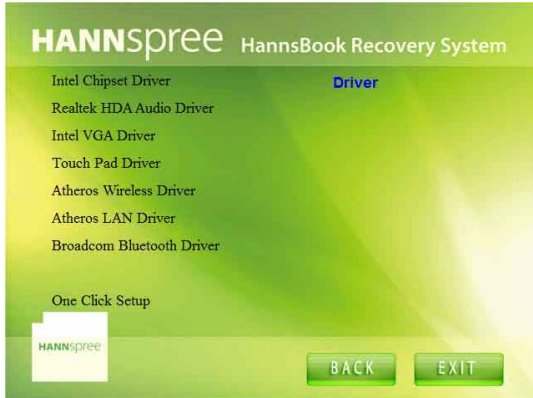 HANNspree HannsBook Recovery System
Intel Chipset Driver
Driver
Realtek HDA Audio Driver
Intel VGA Driver
Touch Pad Driver
Atheros Wireless Driver
Atheros LAN Driver
Broadcom Bluetooth Driver
One Click Setup
HANNspree
BACK
EXIT